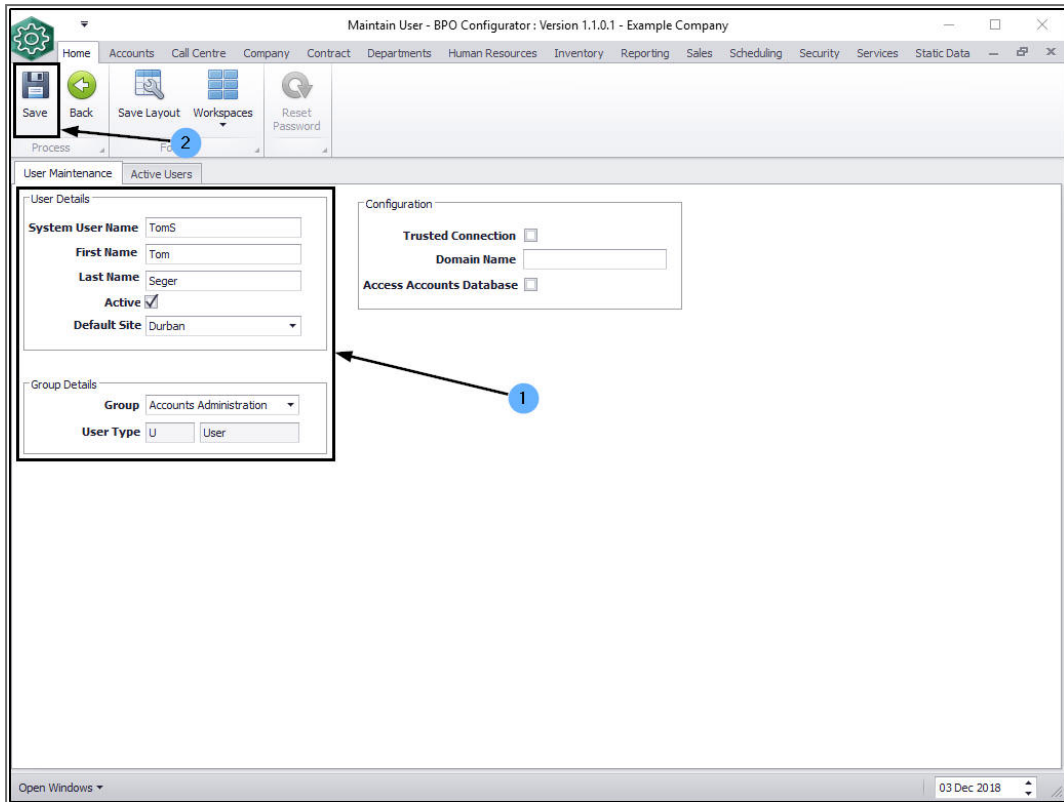 Maintain User - BPO Configurator : Version 1.1.0.1 - Example Company
Home Accounts Call Centre Company Contract Departments Human Resources Inventory Reporting Sales Scheduling Security Services Static Data
Save Back Save Layout Workspaces Reset Password
2
Process Fo
User Maintenance Active Users
User Details
System User Name TomS
First Name Tom
Last Name Seger
Active
Default Site Durban
Configuration
Trusted Connection
Domain Name
Access Accounts Database
Group Details
Group Accounts Administration
User Type U User
1
Open Windows 03 Dec 2018